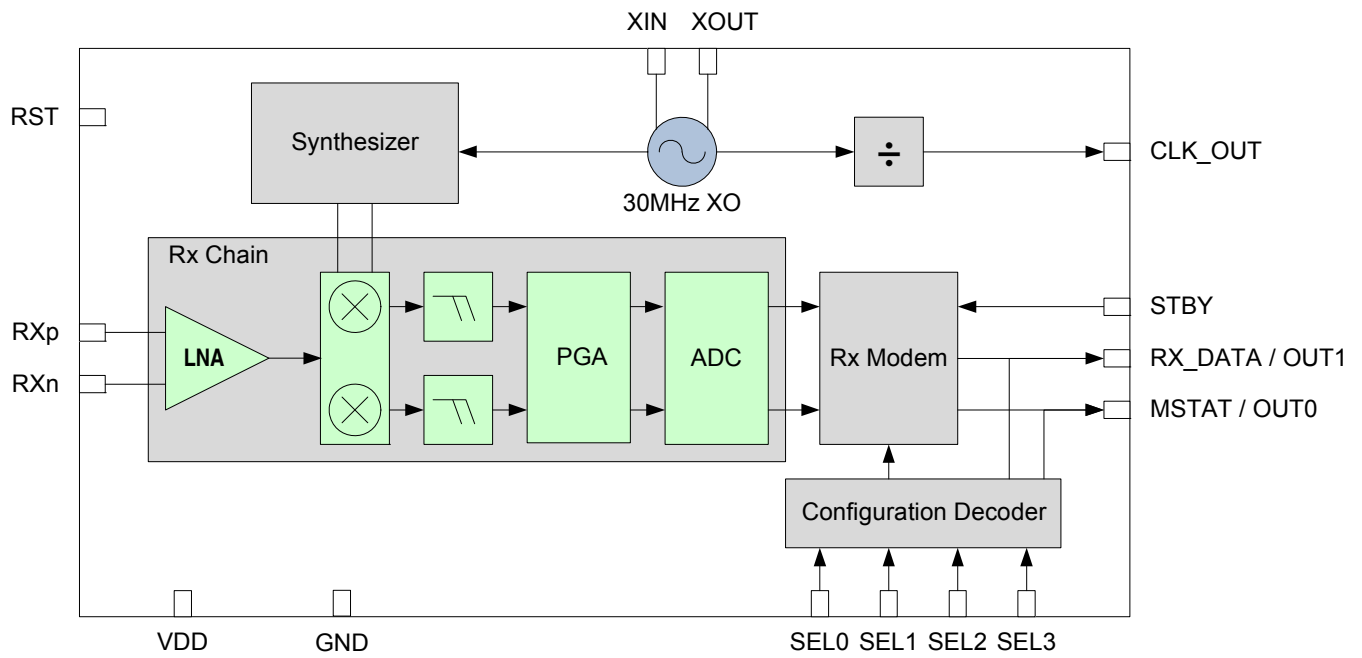 XIN XOUT
RST
Synthesizer
÷
CLK_OUT
30MHz XO
Rx Chain
RXp
RXn
LNA
PGA
ADC
Rx Modem
STBY
RX_DATA / OUT1
MSTAT / OUT0
Configuration Decoder
VDD GND SEL0 SEL1 SEL2 SEL3